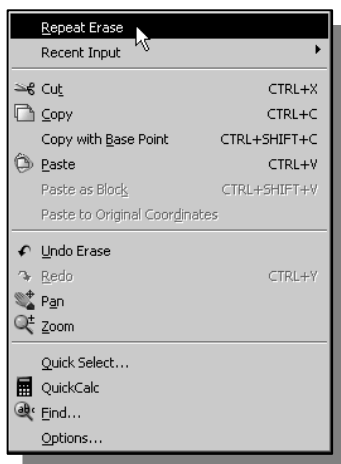 Repeat Erase
Recent Input
Cut CTRL+X
Copy CTRL+C
Copy with Base Point CTRL+SHIFT+C
Paste CTRL+V
Paste as Block CTRL+SHIFT+V
Paste to Original Coordinates
Undo Erase
Redo CTRL+Y
Pan
Zoom
Quick Select...
QuickCalc
Find...
Options...